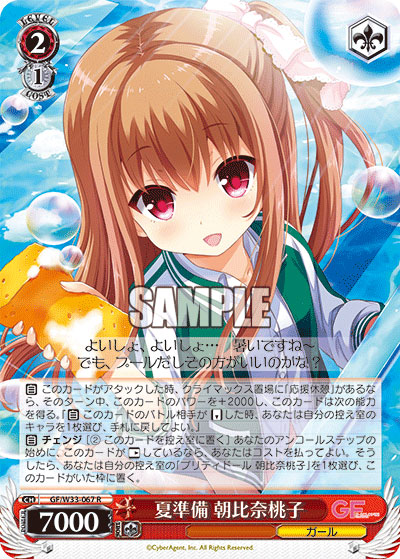 LEVEL
2
1
COST
SAMPLE
よいしょ、よいしょ… 暑いですね～
でも、プールだしその方がいいのかな？
自 このカードがアタックした時、クライマックス置場に「応援休憩」があるな
ら、そのターン中、このカードのパワーを＋2000し、このカードは次の能
力を得る。『自 このカードのバトル相手が した時、あなたは自分の控え室の
キャラを1枚選び、手札に戻してよい。』
自 チェンジ ［② このカードを控え室に置く］ あなたのアンコールステップの
始めに、このカードが しているなら、あなたはコストを払ってよい。そうし
たら、あなたは自分の控え室の「プリティドール 朝比奈桃子」を1枚選び、こ
のカードがいた枠に置く。
GF/W33-067 R
7000
夏準備 朝比奈桃子
GF
ガール
©CyberAgent, Inc. All Rights Reserved.